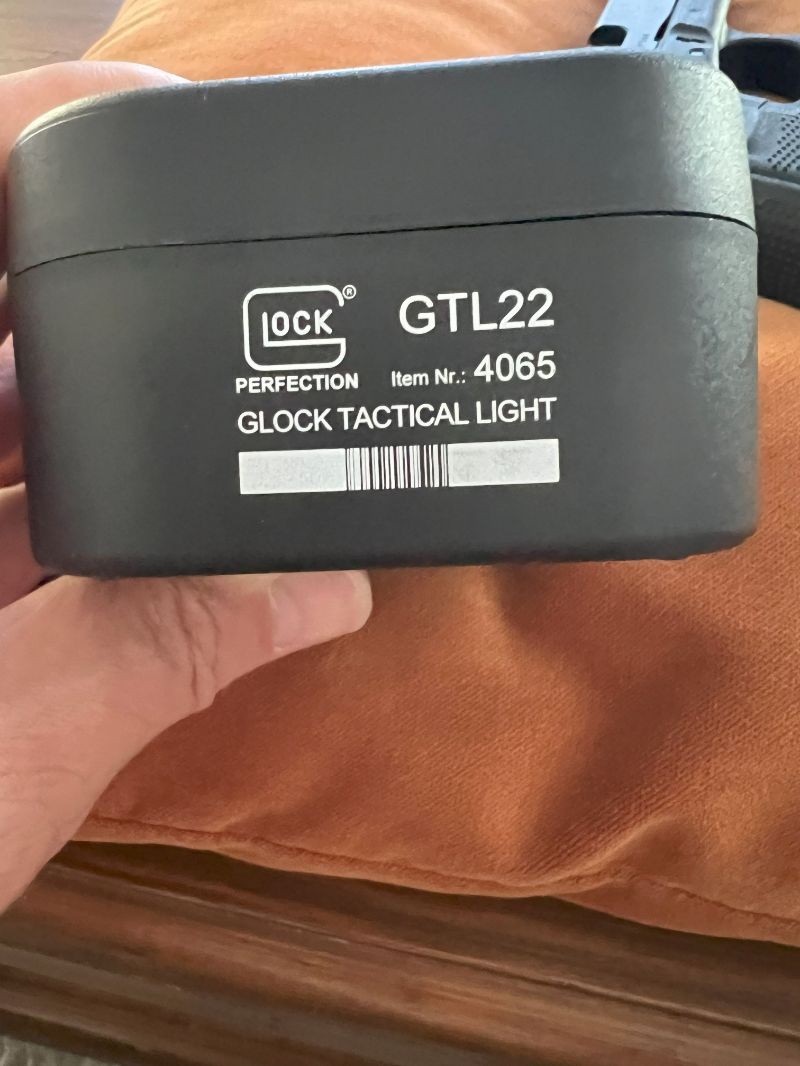 GLOCK®
PERFECTION
GTL22
Item Nr.: 4065
GLOCK TACTICAL LIGHT